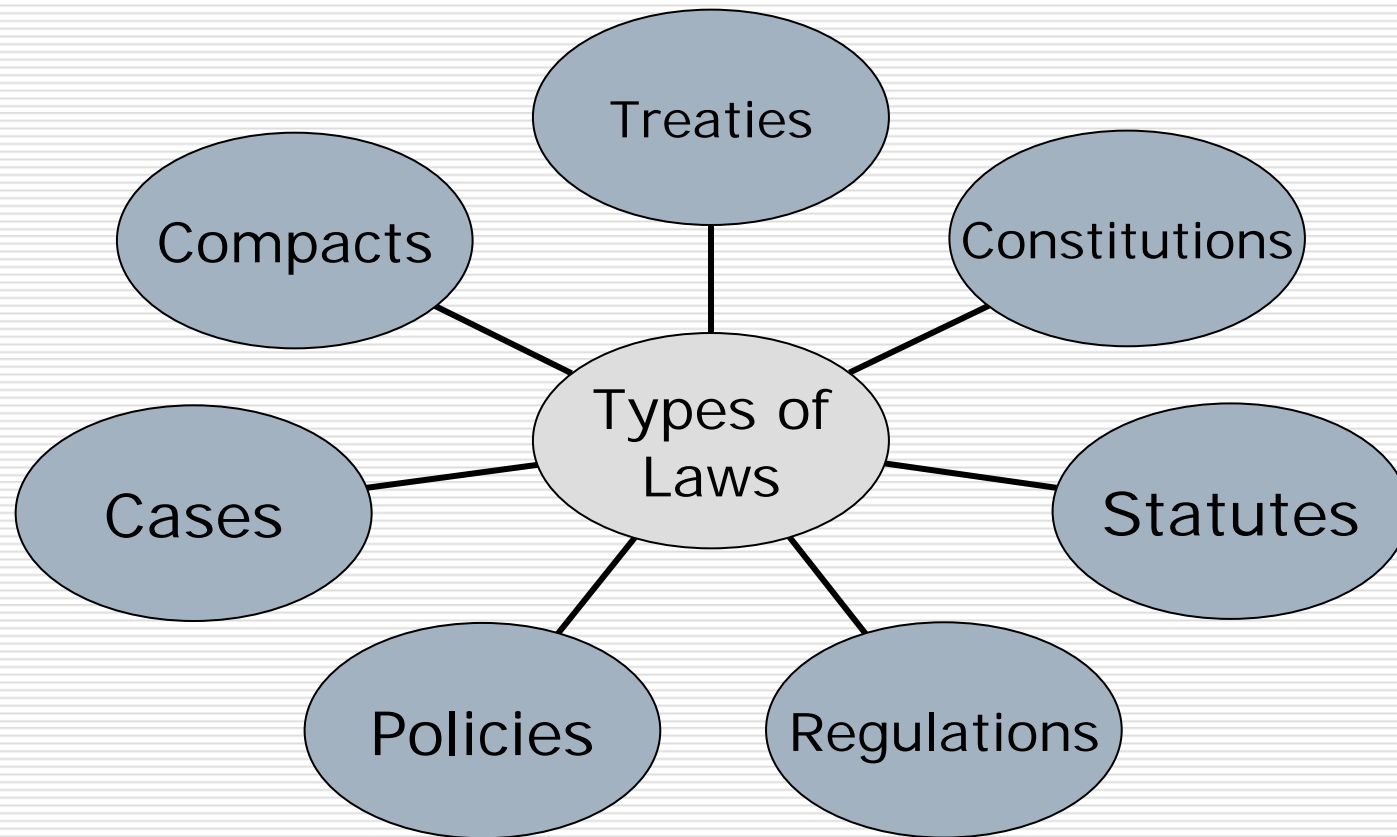 Treaties
Compacts
Constitutions
Types of
Laws
Cases
Statutes
Policies
Regulations